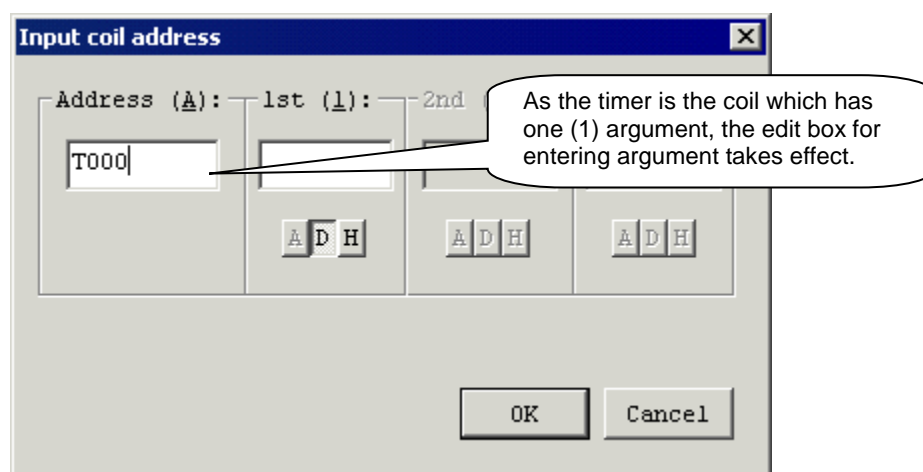 Input coil address
Address (A):
1st (1):
2nd (
As the timer is the coil which has
one (1) argument, the edit box for
entering argument takes effect.
T000
A D H
A D H
A D H
OK
Cancel